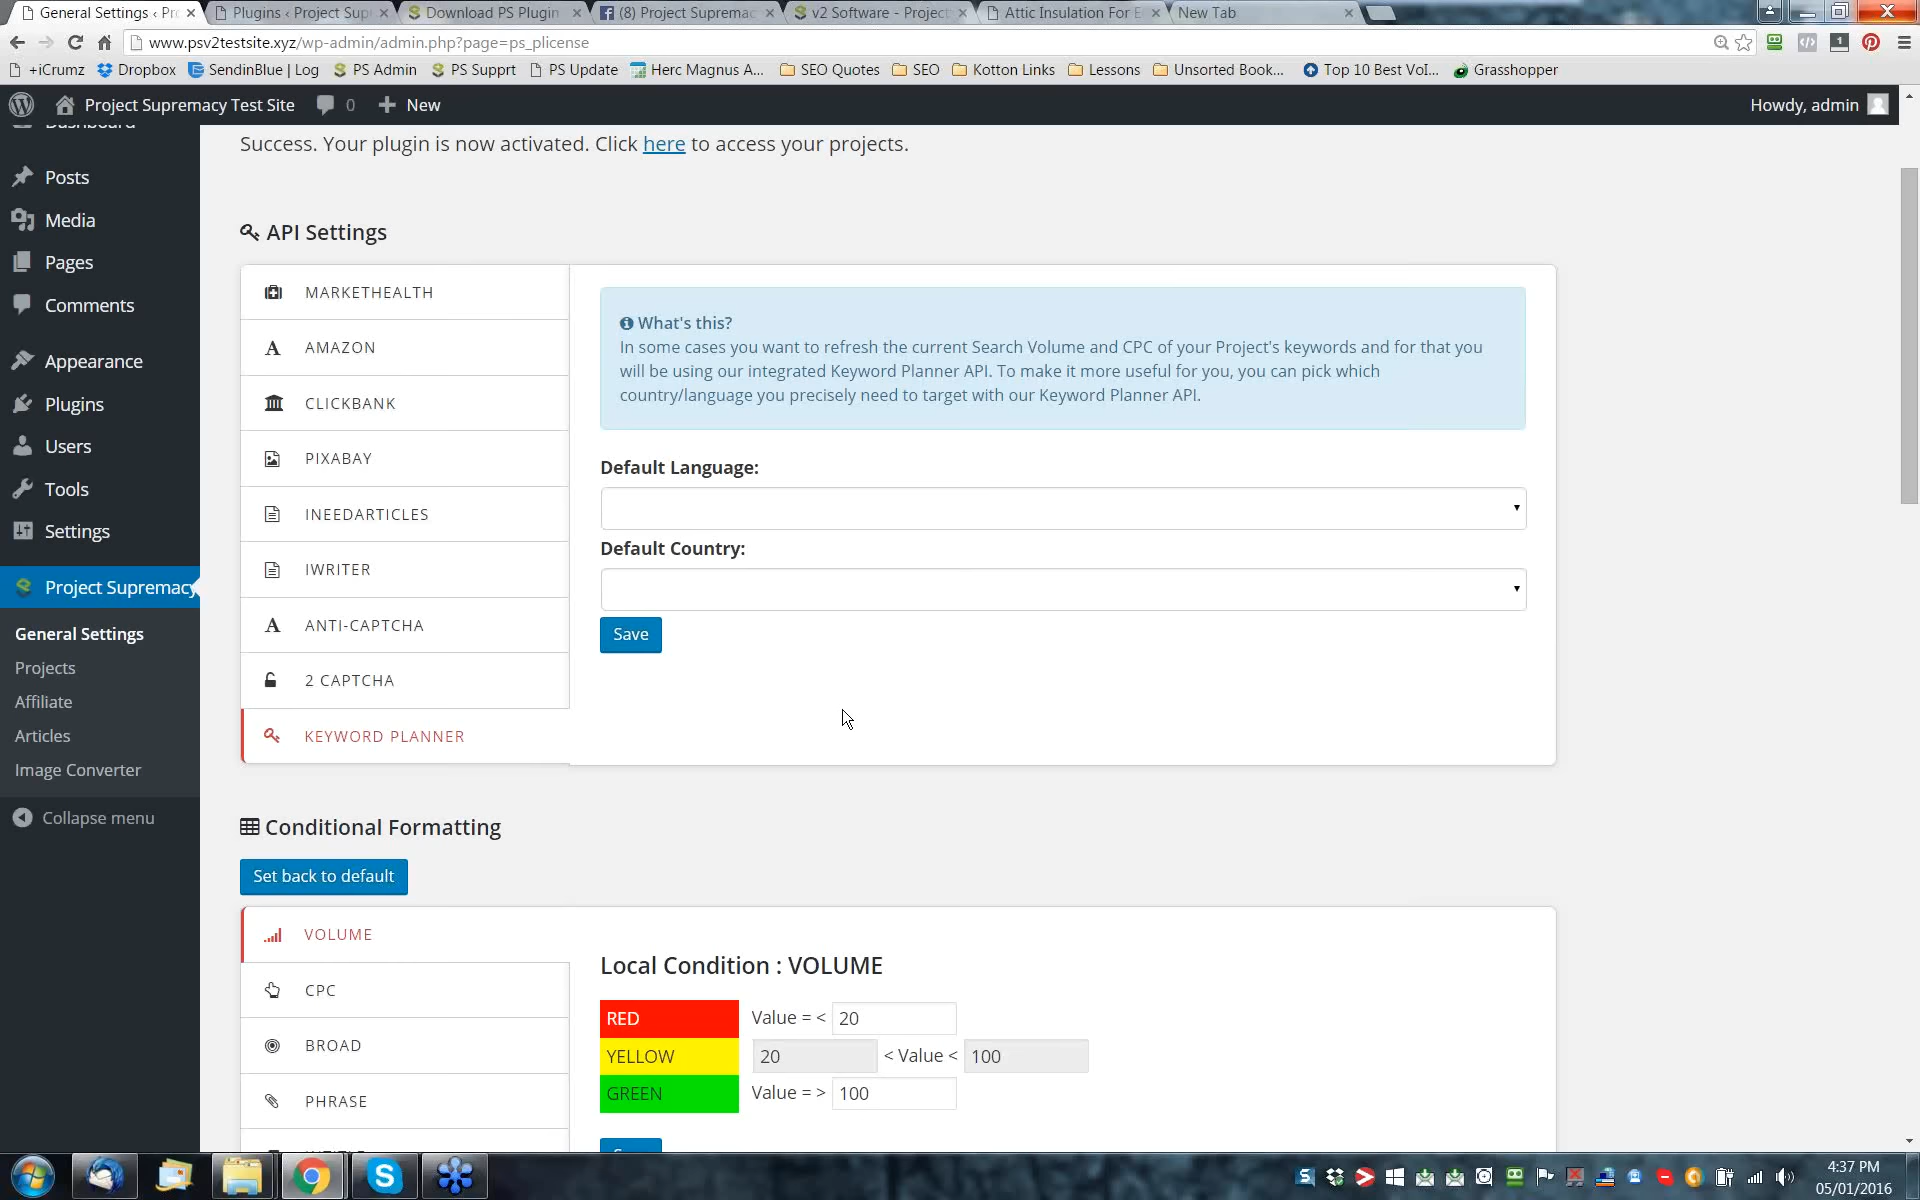 General Settings ‹ Pr
Plugins ‹ Project Sup
Download PS Plugin
(8) Project Supremac
v2 Software - Project
Attic Insulation For E
New Tab
www.psv2testsite.xyz/wp-admin/admin.php?page=ps_plicense
+iCrumz
Dropbox
SendinBlue | Log
PS Admin
PS Supprt
PS Update
Herc Magnus A...
SEO Quotes
SEO
Kotton Links
Lessons
Unsorted Book...
Top 10 Best VoI...
Grasshopper
Project Supremacy Test Site
0
New
Howdy, admin
Dashboard
Posts
Media
Pages
Comments
Appearance
Plugins
Users
Tools
Settings
Project Supremacy
General Settings
Projects
Affiliate
Articles
Image Converter
Collapse menu
Success. Your plugin is now activated. Click here to access your projects.
API Settings
MARKETHEALTH
AMAZON
CLICKBANK
PIXABAY
INEEDARTICLES
IWRITER
ANTI-CAPTCHA
2 CAPTCHA
KEYWORD PLANNER
What's this?
In some cases you want to refresh the current Search Volume and CPC of your Project's keywords and for that you
will be using our integrated Keyword Planner API. To make it more useful for you, you can pick which
country/language you precisely need to target with our Keyword Planner API.
Default Language:
Default Country:
Save
Conditional Formatting
Set back to default
VOLUME
CPC
BROAD
PHRASE
Local Condition : VOLUME
RED Value = < 20
YELLOW 20 < Value < 100
GREEN Value = > 100
4:37 PM
05/01/2016